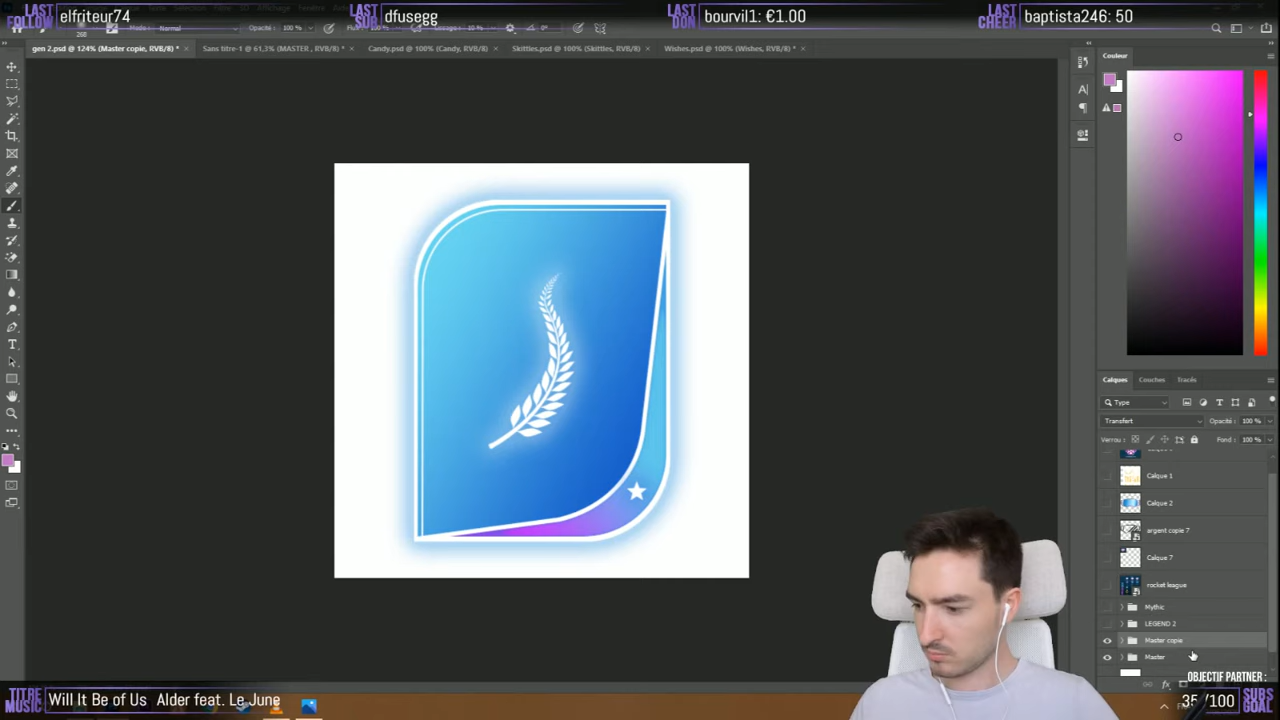 LAST FOLLOW elfriteur74
LAST SUB dfusegg
LAST DON bourvil1: €1.00
LAST CHEER baptista246: 50
Opacité : 100 %
gen 2.psd @ 124% (Master copie, RVB/8) * ×
Sans titre-1 @ 61,3% (MASTER , RVB/8) * ×
Candy.psd @ 100% (Candy, RVB/8) ×
Skittles.psd @ 100% (Skittles, RVB/8) ×
Wishes.psd @ 100% (Wishes, RVB/8) * ×
Couleur
Calques Couches Tracés
Type
Transfert Opacité : 100 %
Verrou : Fond : 100 %
Calque 1
Calque 2
argent copie 7
Calque 7
rocket league
Mythic
LEGEND 2
Master copie
Master
OBJECTIF PARTNER :
TITRE MUSIC Will It Be of Us Alder feat. Le June
35/100 SUBS GOAL